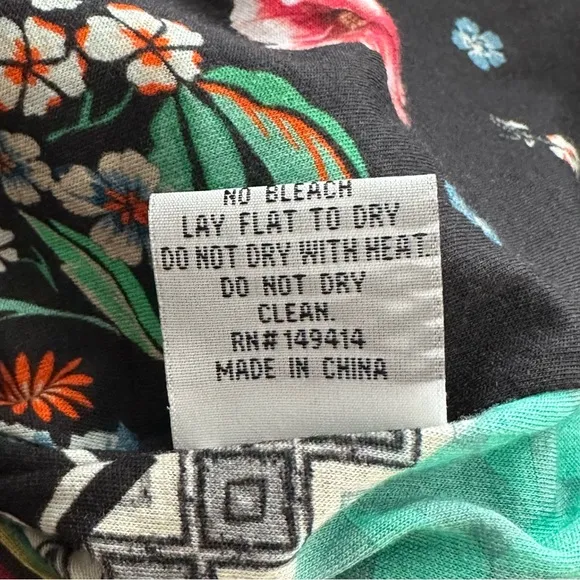 NO BLEACH
LAY FLAT TO DRY
DO NOT DRY WITH HEAT
DO NOT DRY
CLEAN.
RN#149414
MADE IN CHINA